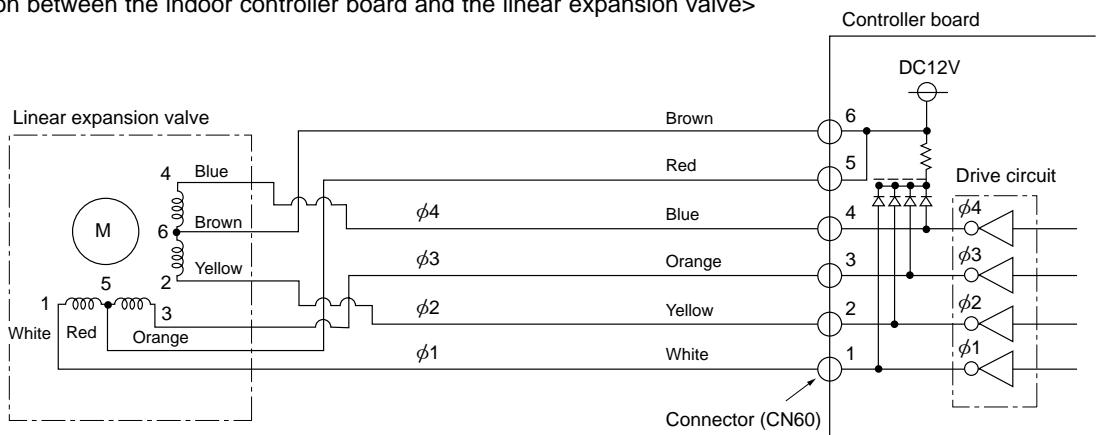 on between the indoor controller board and the linear expansion valve>
Controller board
DC12V
Linear expansion valve
Brown
6
Red
5
4
Blue
Drive circuit
ϕ4
Blue
4
ϕ4
M
6
Brown
ϕ3
Orange
3
ϕ3
Yellow
5
2
ϕ2
Yellow
2
ϕ2
1
3
White
Red
Orange
ϕ1
White
1
ϕ1
Connector (CN60)